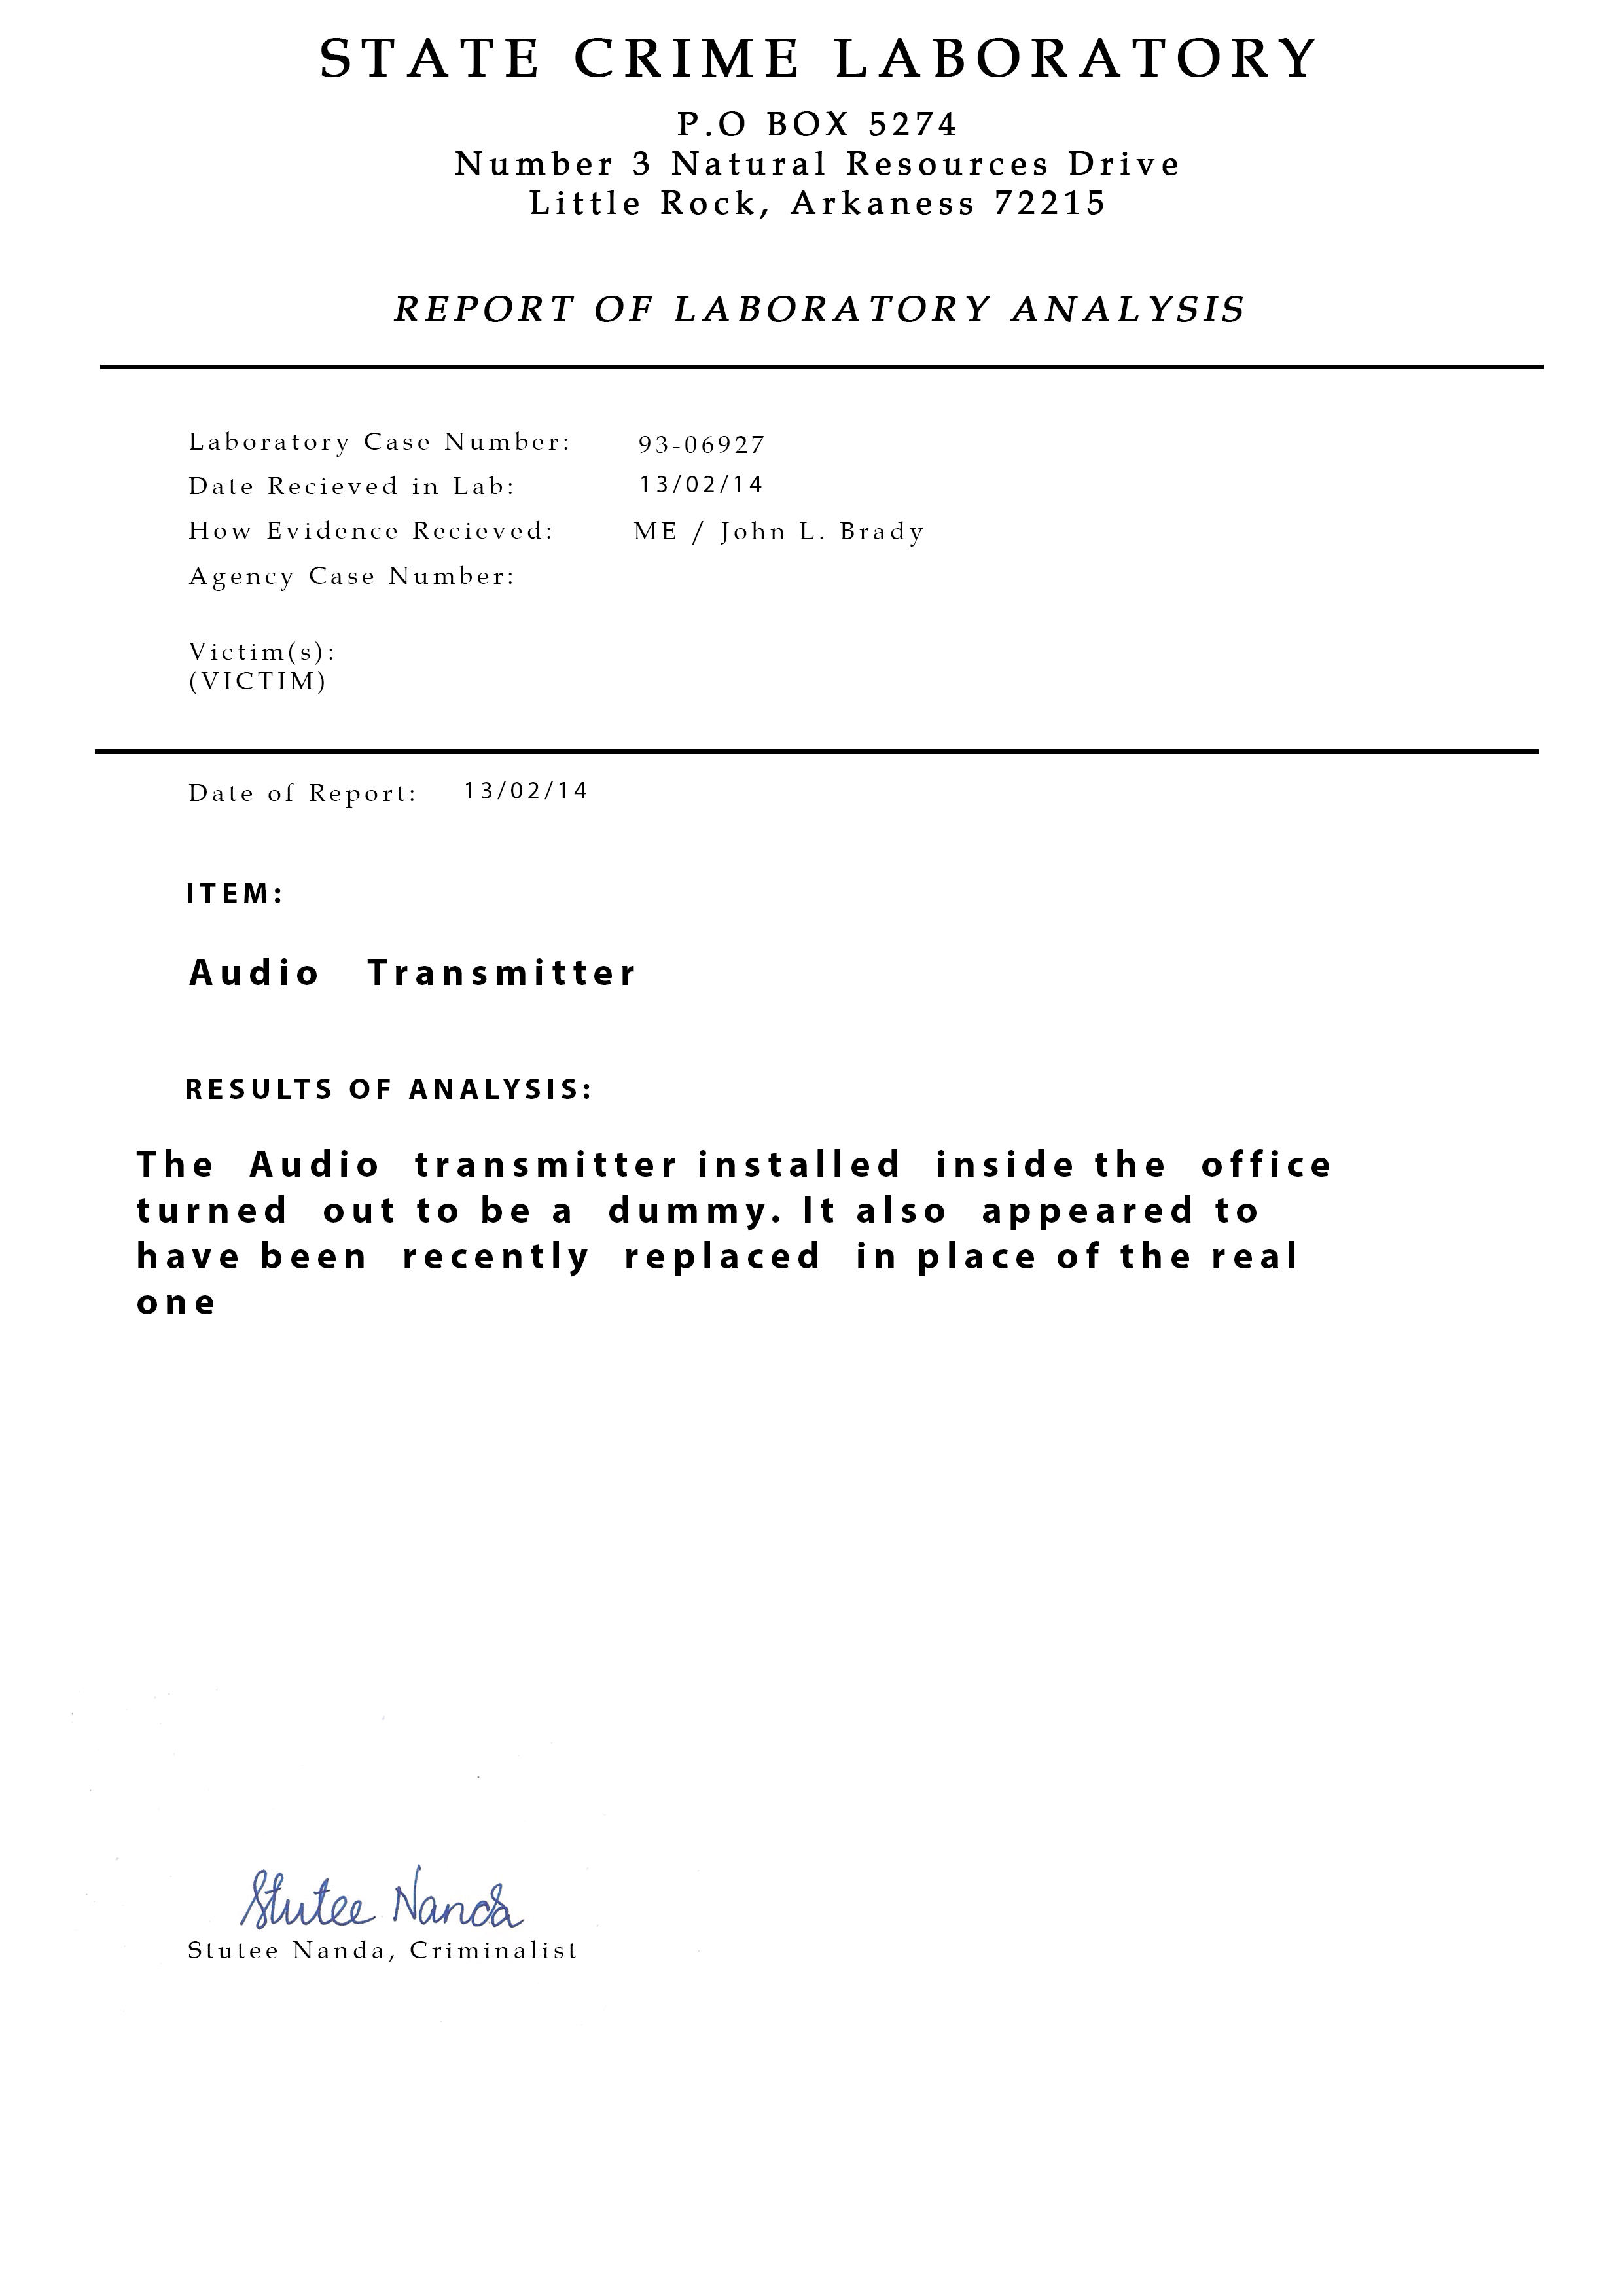 STATE CRIME LABORATORY
P.O BOX 5274
Number 3 Natural Resources Drive
Little Rock, Arkaness 72215
REPORT OF LABORATORY ANALYSIS
Laboratory Case Number: 93-06927
Date Recieved in Lab: 13/02/14
How Evidence Recieved: ME / John L. Brady
Agency Case Number:
Victim(s):
(VICTIM)
Date of Report: 13/02/14
ITEM:
Audio Transmitter
RESULTS OF ANALYSIS:
The Audio transmitter installed inside the office
turned out to be a dummy. It also appeared to
have been recently replaced in place of the real
one
Stutee Nanda
Stutee Nanda, Criminalist